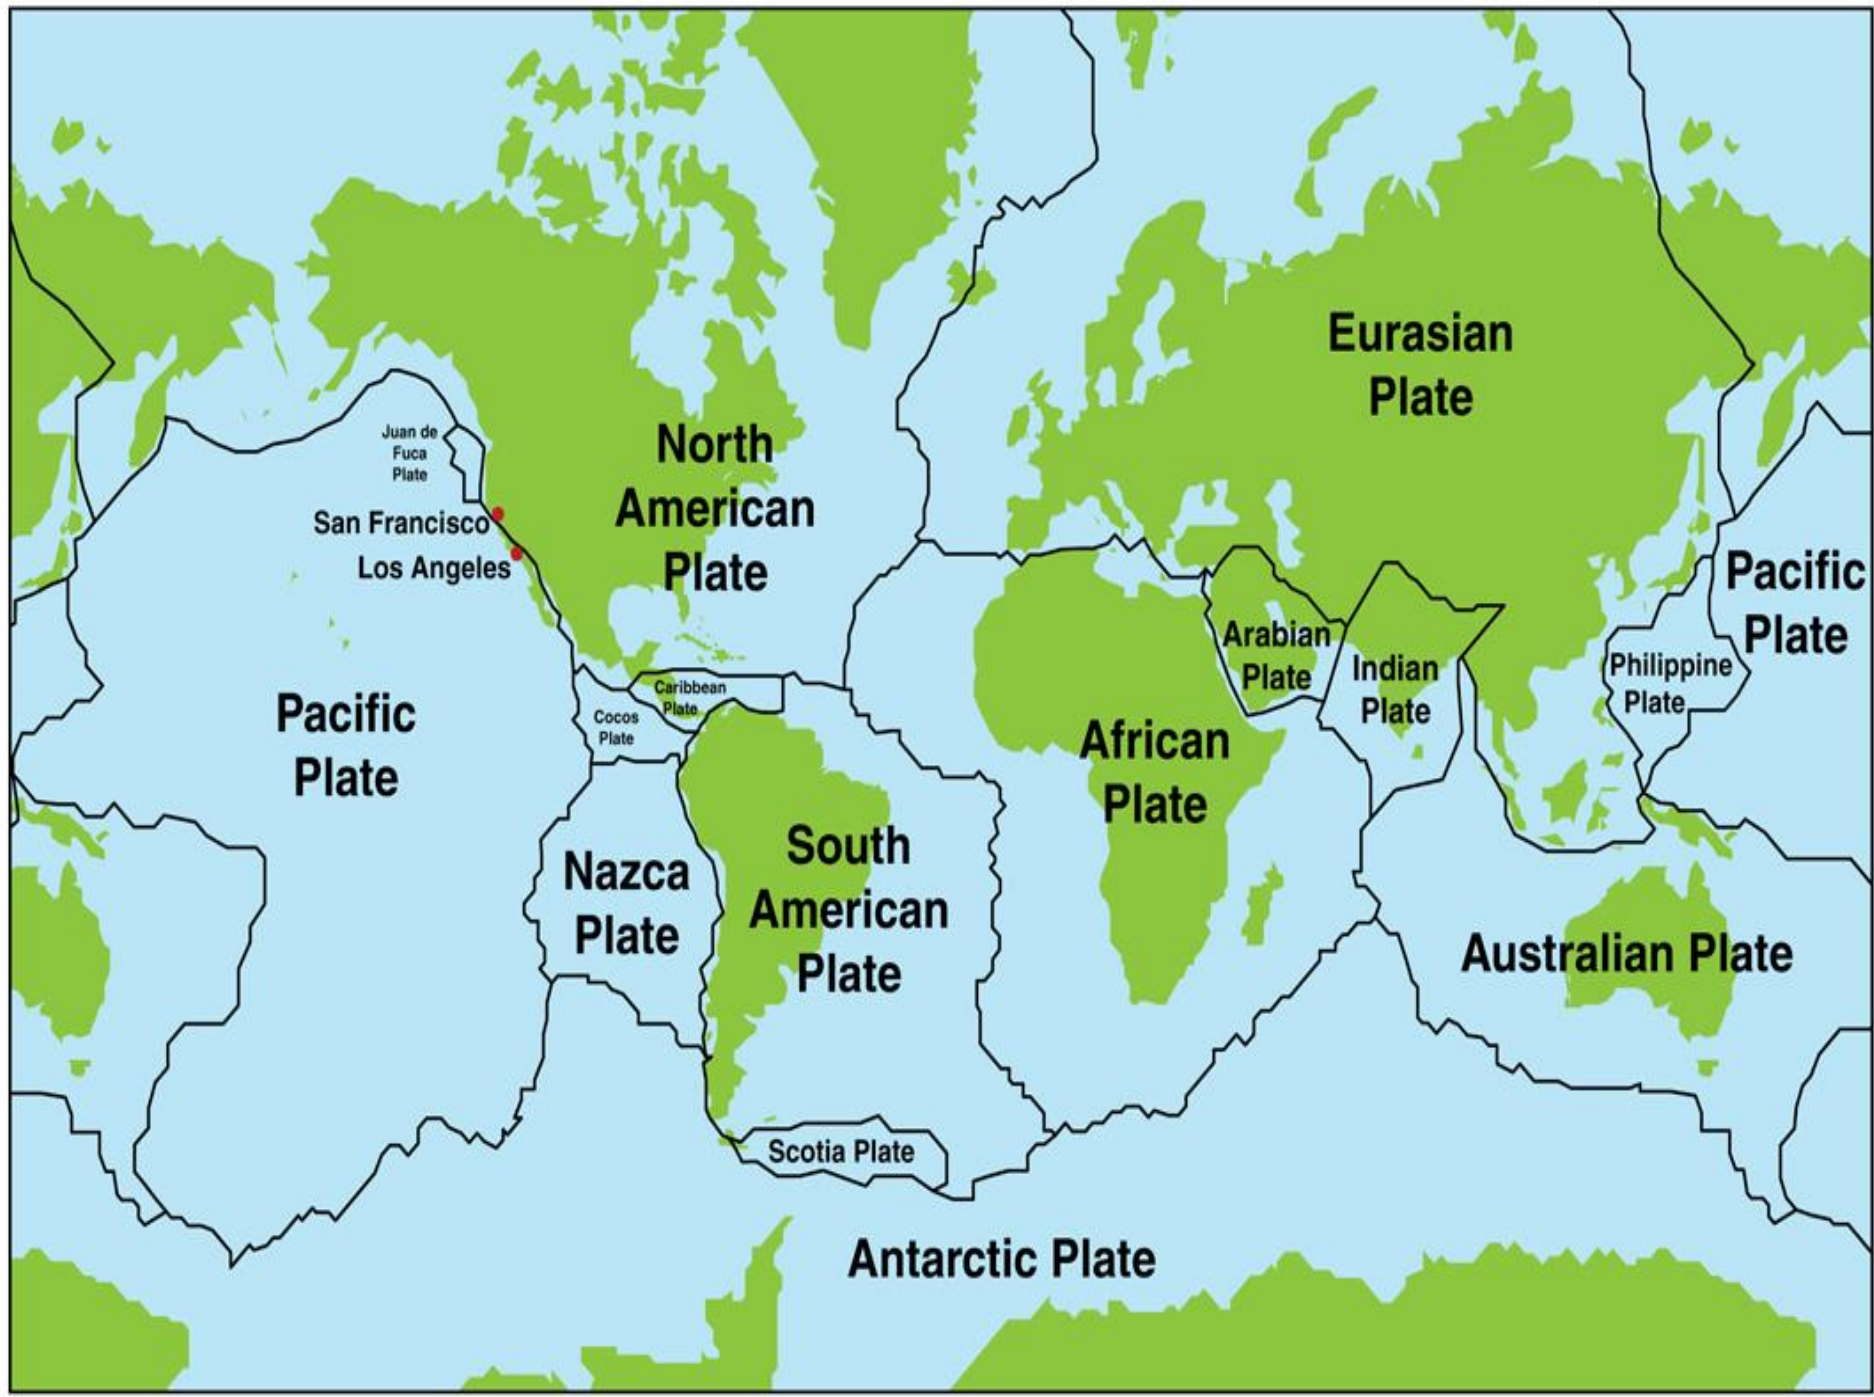 Eurasian
Plate
Juan de
Fuca
Plate
North
American
Plate
San Francisco
Los Angeles
Pacific
Plate
Arabian
Plate
Indian
Plate
Philippine
Plate
Caribbean
Plate
Cocos
Plate
Pacific
Plate
African
Plate
Nazca
Plate
South
American
Plate
Australian Plate
Scotia Plate
Antarctic Plate